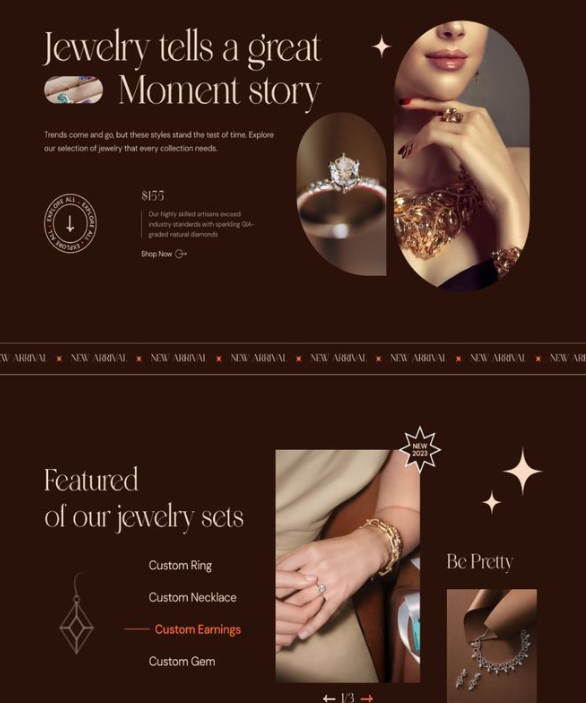 Jewelry tells a great
Moment story
Trends come and go, but these styles stand the test of time. Explore
our selection of jewelry that every collection needs.
EXPLORE ALL · EXPLORE ALL · EXPLORE ALL ·
$155
Our highly skilled artisans exceed
industry standards with sparkling GIA-
graded natural diamonds
Shop Now
NEW ARRIVAL NEW ARRIVAL NEW ARRIVAL NEW ARRIVAL NEW ARRIVAL NEW ARRIVAL
NEW
2023
Featured
of our jewelry sets
Be Pretty
Custom Ring
Custom Necklace
Custom Earnings
Custom Gem
1/3